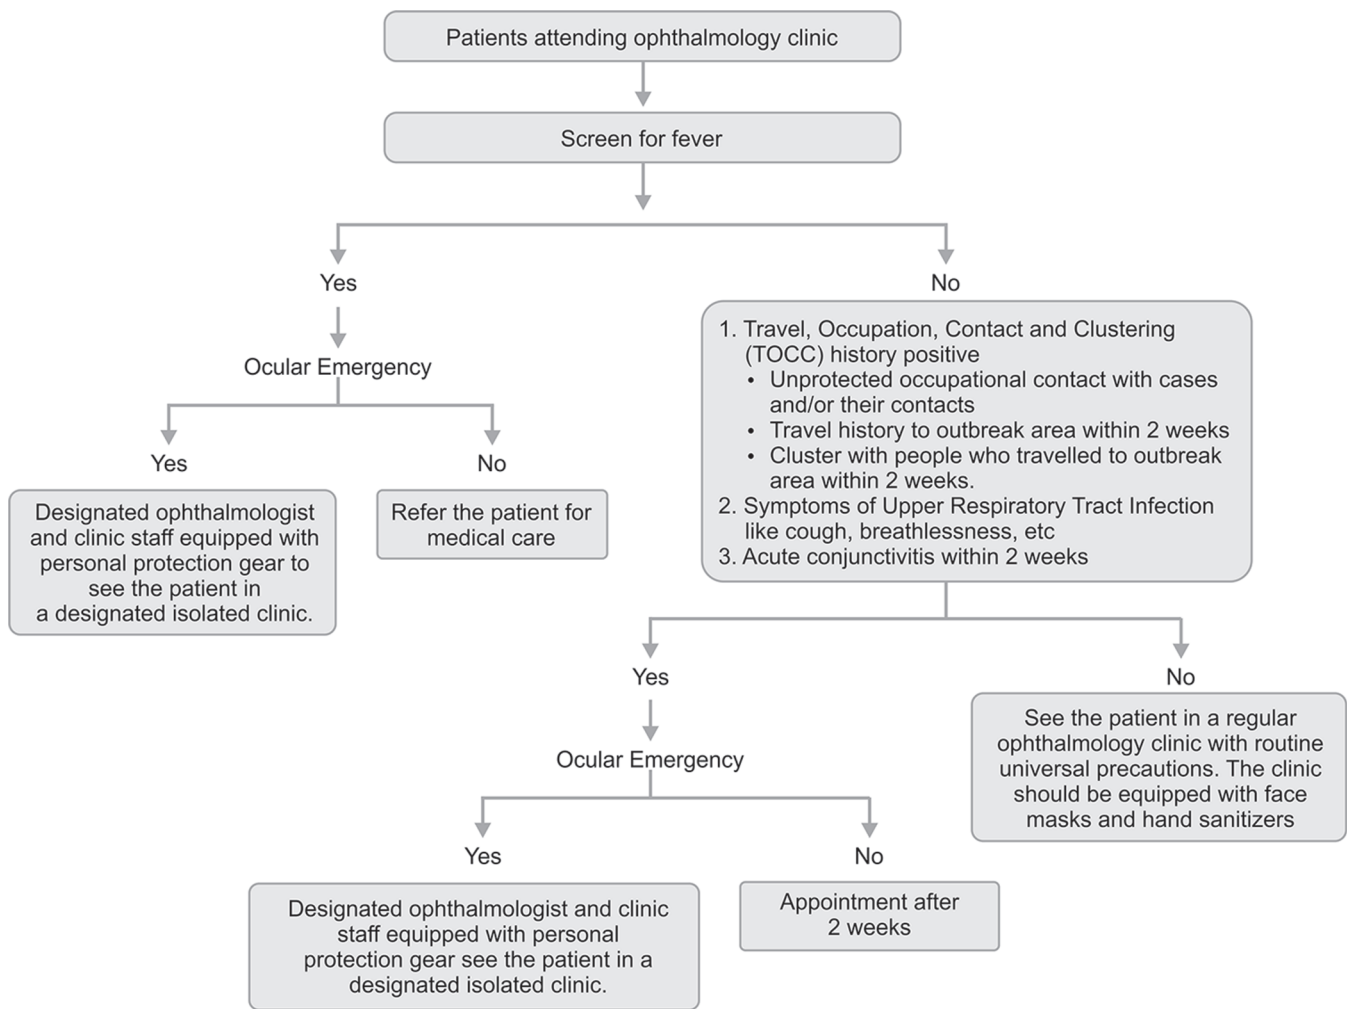 Patients attending ophthalmology clinic
Screen for fever
Yes
No
Ocular Emergency
1. Travel, Occupation, Contact and Clustering
(TOCC) history positive
• Unprotected occupational contact with cases
and/or their contacts
• Travel history to outbreak area within 2 weeks
• Cluster with people who travelled to outbreak
area within 2 weeks.
2. Symptoms of Upper Respiratory Tract Infection
like cough, breathlessness, etc
3. Acute conjunctivitis within 2 weeks
Yes
No
Designated ophthalmologist
and clinic staff equipped with
personal protection gear to
see the patient in
a designated isolated clinic.
Refer the patient for
medical care
Yes
No
Ocular Emergency
See the patient in a regular
ophthalmology clinic with routine
universal precautions. The clinic
should be equipped with face
masks and hand sanitizers
Yes
No
Designated ophthalmologist and clinic
staff equipped with personal
protection gear see the patient in a
designated isolated clinic.
Appointment after
2 weeks